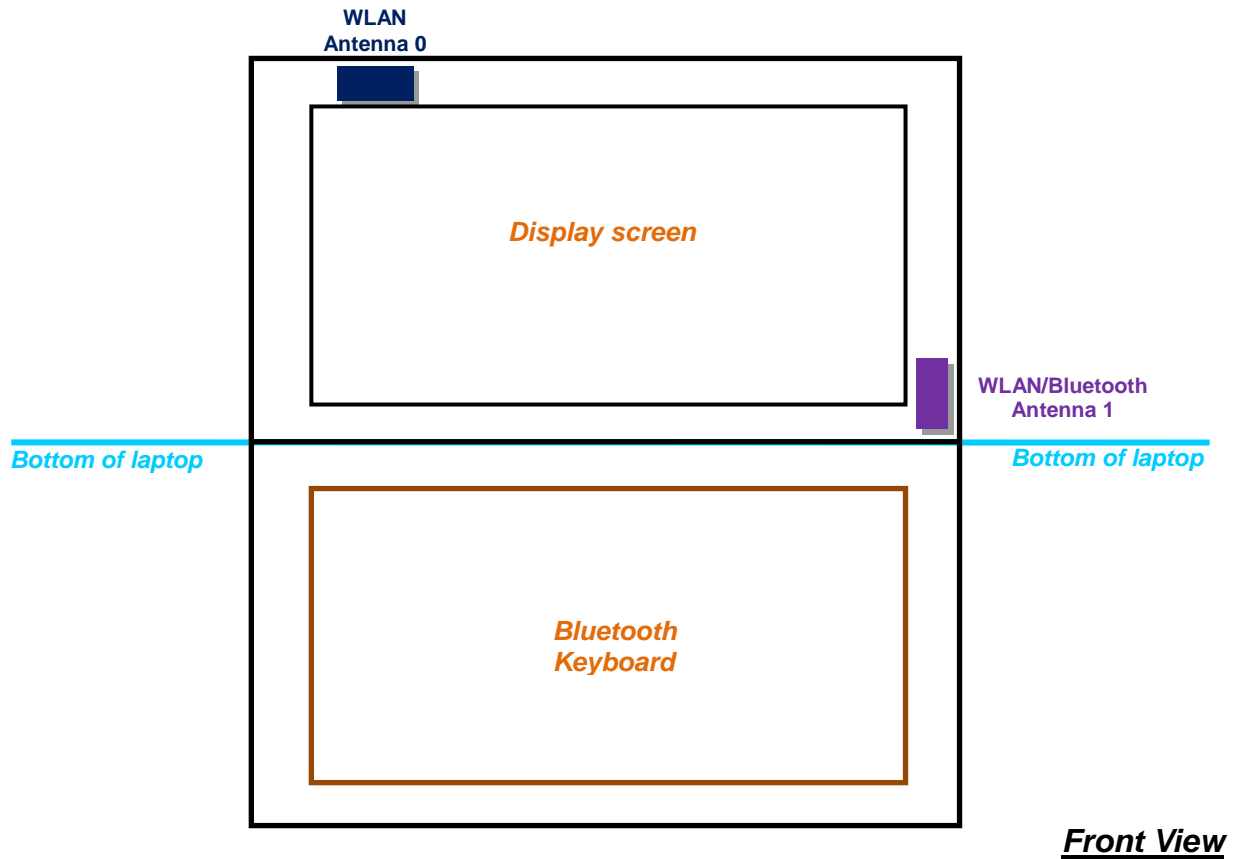 WLAN
Antenna 0
Display screen
WLAN/Bluetooth
Antenna 1
Bottom of laptop
Bottom of laptop
Bluetooth
Keyboard
Front View